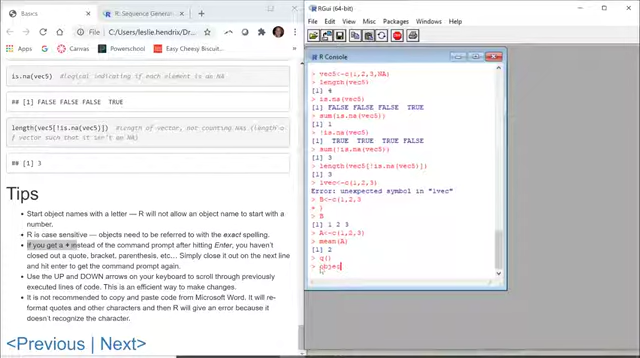 Basics
R: Sequence Generati
C:/Users/leslie.hendrix/Dr
Apps
PowerPoint
Easy Cheesy Biscuit
is.na(vec5) #logical indicating if each element is an NA
## [1] FALSE FALSE FALSE TRUE
length(vec5[!is.na(vec5)]) #Length of vector, not counting NAs (length o
f vector such that it isn't an NA)
## [1] 3
Tips
Start object names with a letter -- R will not allow an object name to start with a
number.
R is case sensitive -- objects need to be referred to with the exact spelling.
If you get a + instead of the command prompt after hitting Enter, you haven't
closed out a quote, bracket, parenthesis, etc... Simply close it out on the next line
and hit enter to get the command prompt again.
Use the UP and DOWN arrows on your keyboard to scroll through previously
executed lines of code. This is an efficient way to make changes.
It is not recommended to copy and paste code from Microsoft Word. It will re-
format quotes and other characters and then R will give an error because it
doesn't recognize the character.
<Previous | Next>
RGui (64-bit)
File Edit View Misc Packages Windows Help
R Console
> vec5<-c(1,2,3,NA)
> length(vec5)
[1] 4
> is.na(vec5)
[1] FALSE FALSE FALSE TRUE
> sum(is.na(vec5))
[1] 1
> !is.na(vec5)
[1] TRUE TRUE TRUE FALSE
> sum(!is.na(vec5))
[1] 3
> length(vec5[!is.na(vec5)])
[1] 3
> 1vec<-c(1,2,3)
Error: unexpected symbol in "1vec"
> B<-c(1,2,3
+ )
> B
[1] 1 2 3
> A<-c(1,2,3)
> mean(A)
[1] 2
> q()
> objec